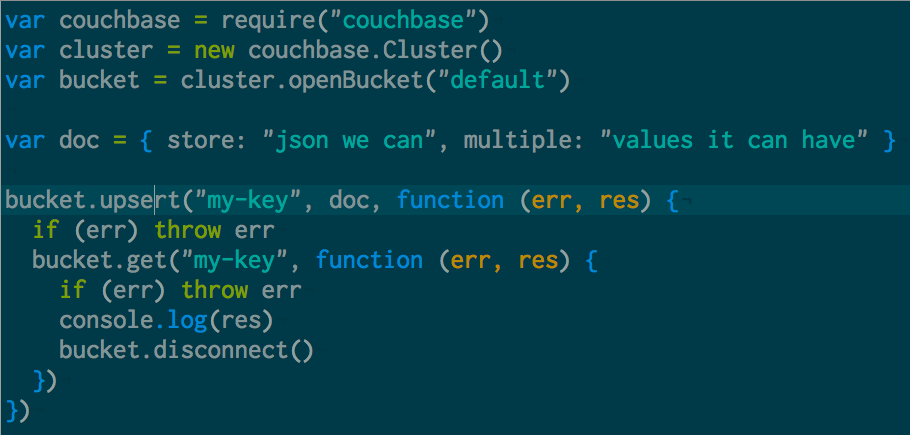 var couchbase = require("couchbase")
var cluster = new couchbase.Cluster()
var bucket = cluster.openBucket("default")
var doc = { store: "json we can", multiple: "values it can have" }
bucket.upsert("my-key", doc, function (err, res) {¬
  if (err) throw err
  bucket.get("my-key", function (err, res) {
    if (err) throw err
    console.log(res)
    bucket.disconnect()
  })
})